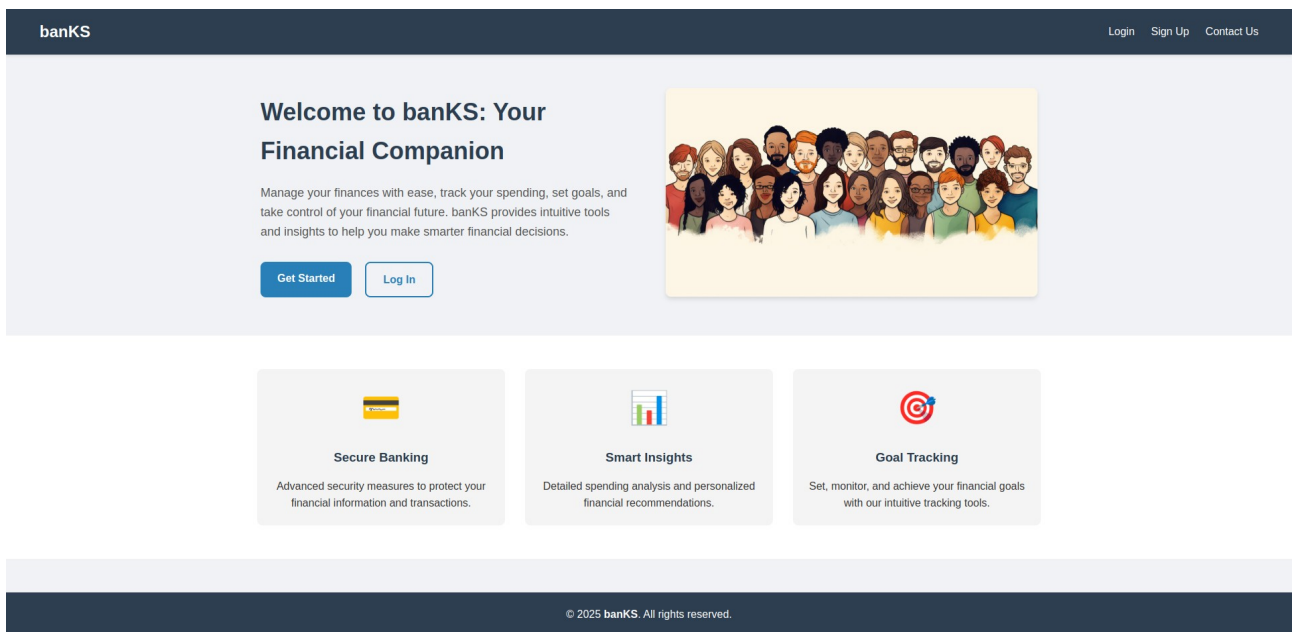 banKS
Login Sign Up Contact Us
Welcome to banKS: Your
Financial Companion
Manage your finances with ease, track your spending, set goals, and
take control of your financial future. banKS provides intuitive tools
and insights to help you make smarter financial decisions.
Get Started Log In
Secure Banking
Advanced security measures to protect your
financial information and transactions.
Smart Insights
Detailed spending analysis and personalized
financial recommendations.
Goal Tracking
Set, monitor, and achieve your financial goals
with our intuitive tracking tools.
© 2025 banKS. All rights reserved.